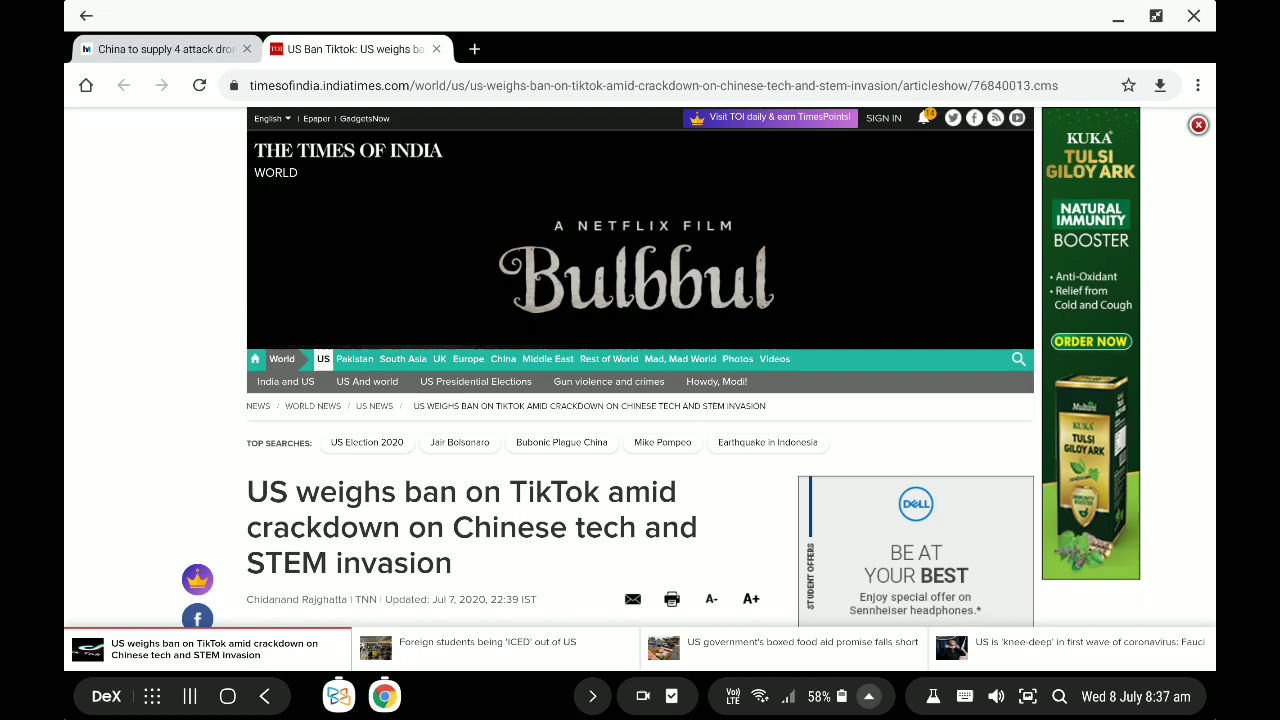 China to supply 4 attack dron
US Ban Tiktok: US weighs ba
timesofindia.indiatimes.com/world/us/us-weighs-ban-on-tiktok-amid-crackdown-on-chinese-tech-and-stem-invasion/articleshow/76840013.cms
English | Epaper | GadgetsNow
Visit TOI daily & earn TimesPoints!
SIGN IN
14
THE TIMES OF INDIA
WORLD
A NETFLIX FILM
Bulbbul
World US Pakistan South Asia UK Europe China Middle East Rest of World Mad, Mad World Photos Videos
India and US US And world US Presidential Elections Gun violence and crimes Howdy, Modi!
NEWS / WORLD NEWS / US NEWS / US WEIGHS BAN ON TIKTOK AMID CRACKDOWN ON CHINESE TECH AND STEM INVASION
TOP SEARCHES: US Election 2020 Jair Bolsonaro Bubonic Plague China Mike Pompeo Earthquake in Indonesia
US weighs ban on TikTok amid
crackdown on Chinese tech and
STEM invasion
Chidanand Rajghatta | TNN | Updated: Jul 7, 2020, 22:39 IST
A- A+
STUDENT OFFERS
DELL
BE AT
YOUR BEST
Enjoy special offer on
Sennheiser headphones.*
KUKA
TULSI
GILOY ARK
NATURAL
IMMUNITY
BOOSTER
• Anti-Oxidant
• Relief from
Cold and Cough
ORDER NOW
Multani
KUKA
TULSI
GILOY ARK
US weighs ban on TikTok amid crackdown on
Chinese tech and STEM invasion
Foreign students being 'ICED' out of US
US government's boxed food aid promise falls short
US is 'knee-deep' in first wave of coronavirus: Fauci
DeX
Vo)
LTE
58%
Wed 8 July 8:37 am